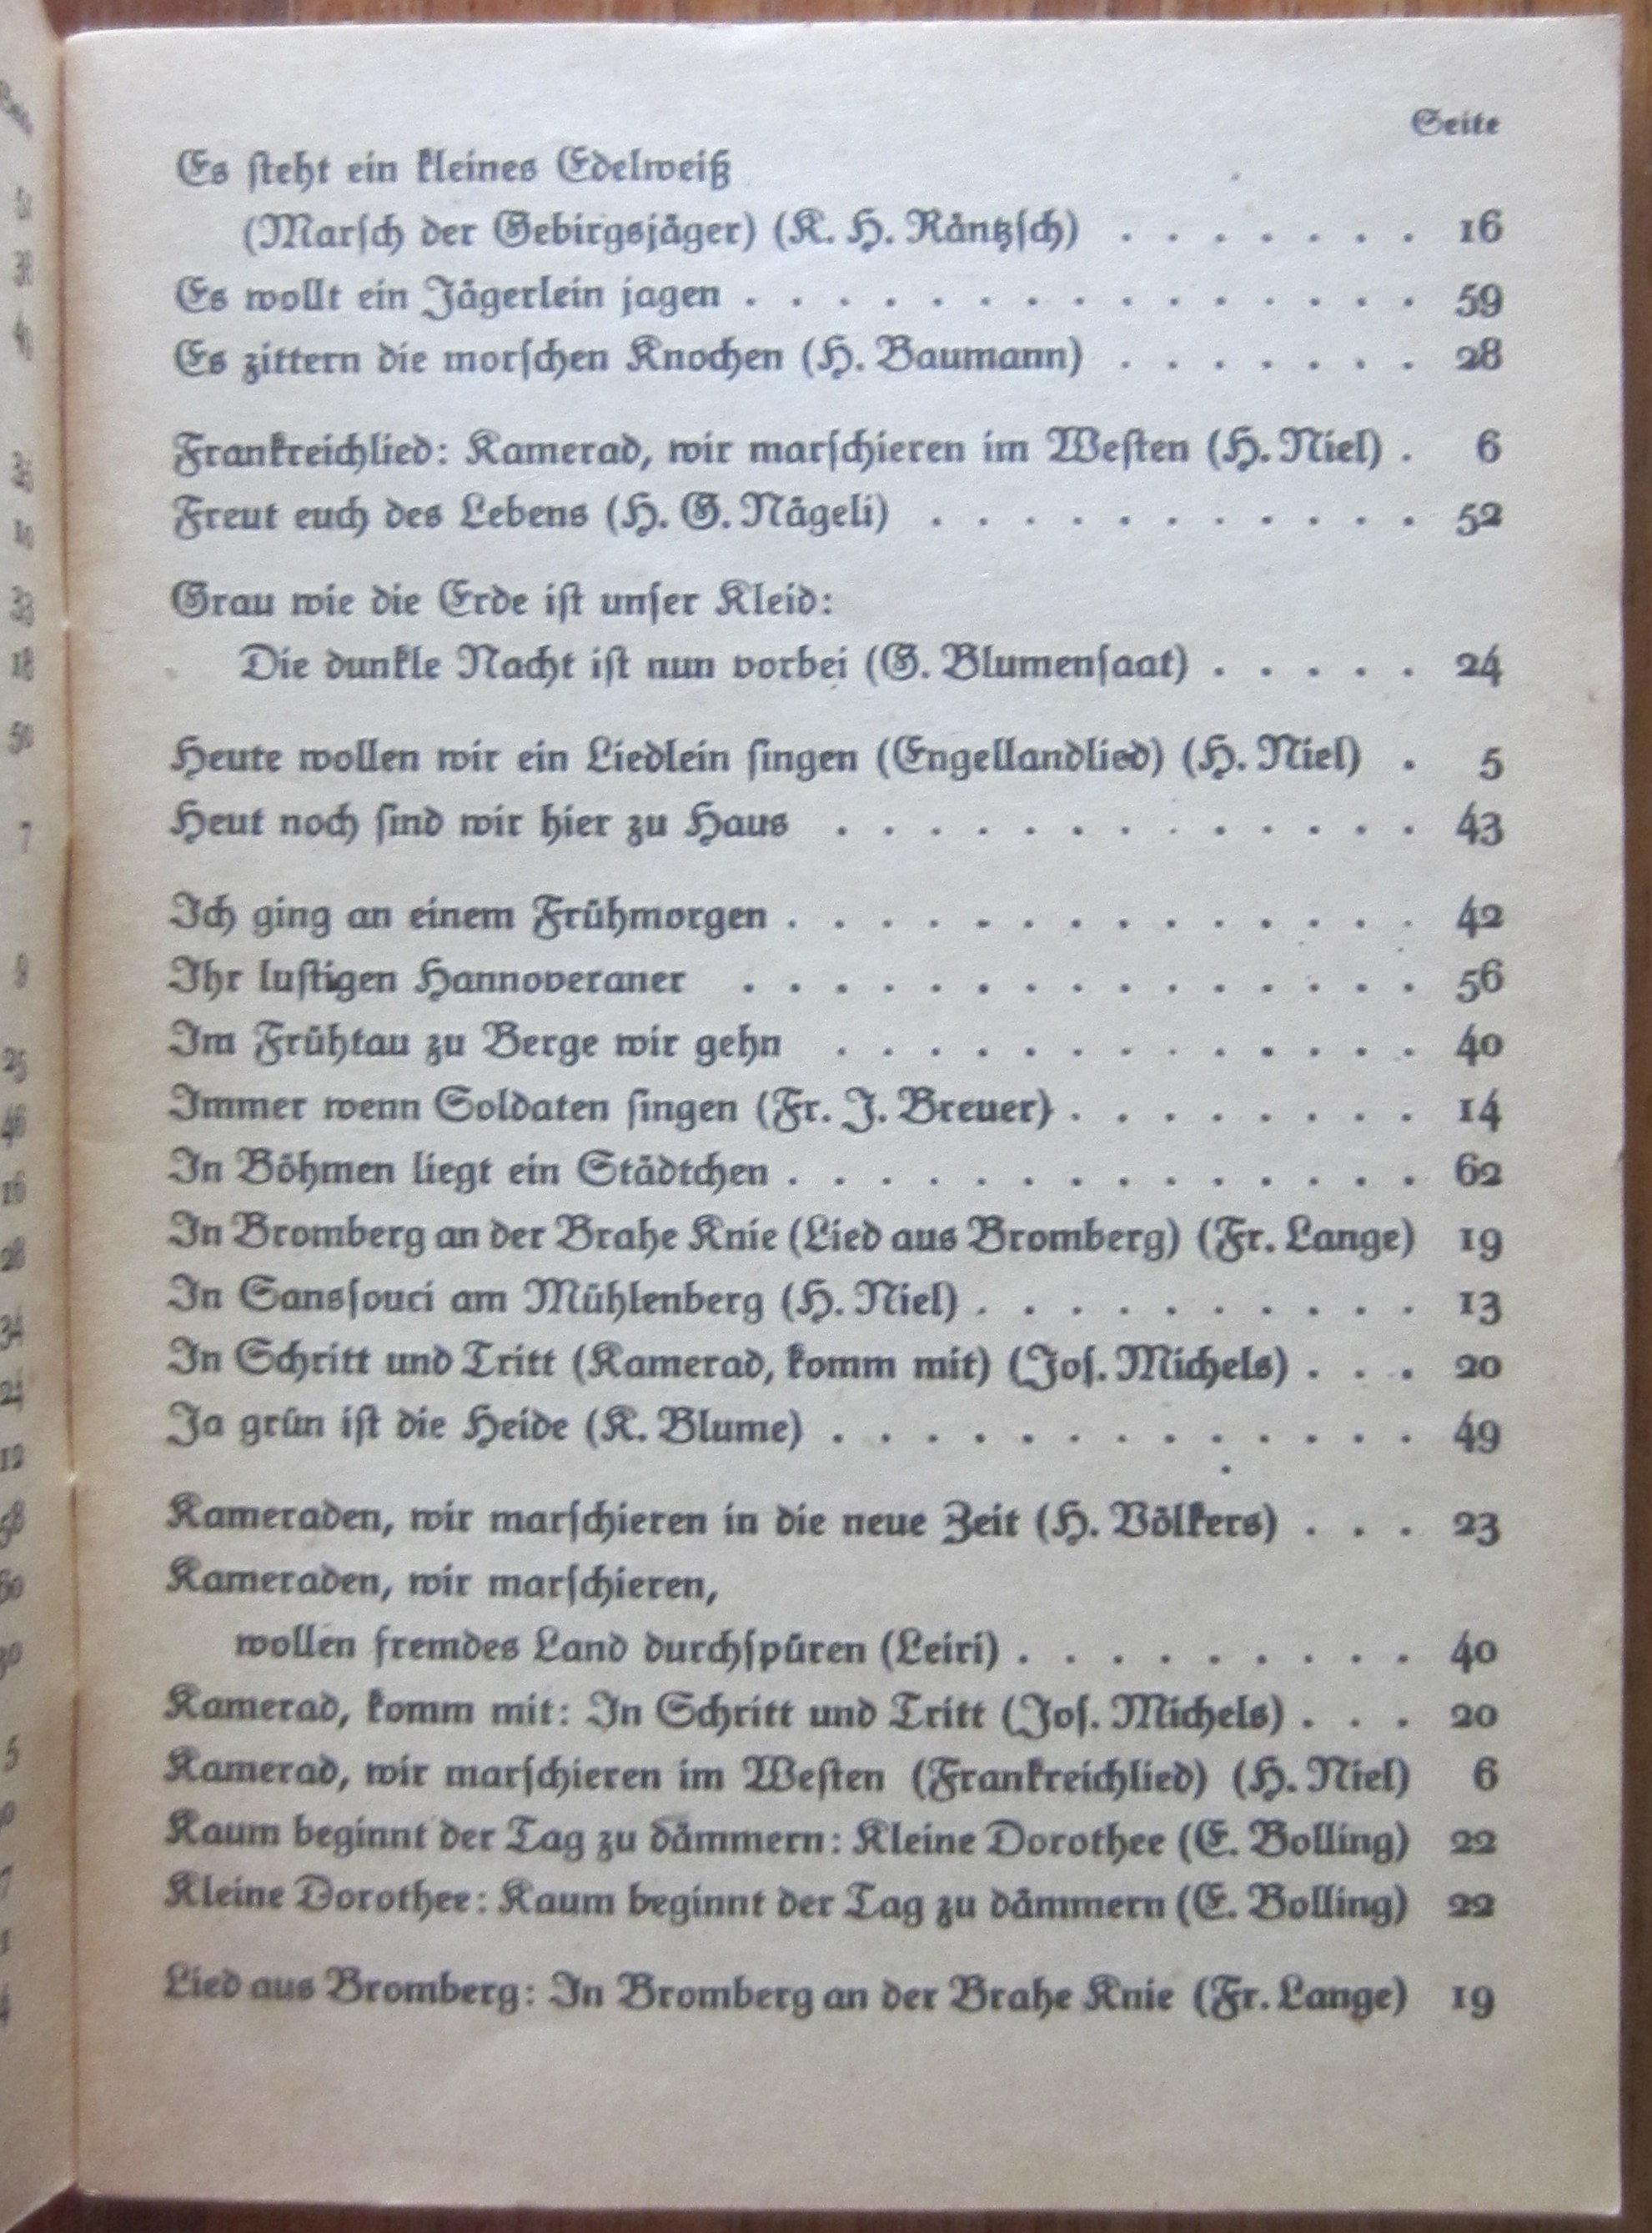 Seite
Es steht ein kleines Edelweiß
(Marsch der Gebirgsjäger) (K. H. Räntzsch) . . . . . . . 16
Es wollt ein Jägerlein jagen . . . . . . . . . . . . . . . 59
Es zittern die morschen Knochen (H. Baumann) . . . . . . . 28
Frankreichlied: Kamerad, wir marschieren im Westen (H. Niel) . 6
Freut euch des Lebens (H. G. Nägeli) . . . . . . . . . . . 52
Grau wie die Erde ist unser Kleid:
Die dunkle Nacht ist nun vorbei (G. Blumensaat) . . . . . 24
Heute wollen wir ein Liedlein singen (Engellandlied) (H. Niel) . 5
Heut noch sind wir hier zu Haus . . . . . . . . . . . . . 43
Ich ging an einem Frühmorgen . . . . . . . . . . . . . . 42
Ihr lustigen Hannoveraner . . . . . . . . . . . . . . . 56
Im Frühtau zu Berge wir gehn . . . . . . . . . . . . . 40
Immer wenn Soldaten singen (Fr. J. Breuer) . . . . . . . . 14
In Böhmen liegt ein Städtchen . . . . . . . . . . . . . . 62
In Bromberg an der Brahe Knie (Lied aus Bromberg) (Fr. Lange) 19
In Sanssouci am Mühlenberg (H. Niel) . . . . . . . . . . 13
In Schritt und Tritt (Kamerad, komm mit) (Jos. Michels) . . . 20
Ja grün ist die Heide (K. Blume) . . . . . . . . . . . . . 49
Kameraden, wir marschieren in die neue Zeit (H. Völkers) . . . 23
Kameraden, wir marschieren,
wollen fremdes Land durchspüren (Leiri) . . . . . . . . . 40
Kamerad, komm mit: In Schritt und Tritt (Jos. Michels) . . . 20
Kamerad, wir marschieren im Westen (Frankreichlied) (H. Niel) 6
Kaum beginnt der Tag zu dämmern: Kleine Dorothee (E. Bolling) 22
Kleine Dorothee: Kaum beginnt der Tag zu dämmern (E. Bolling) 22
Lied aus Bromberg: In Bromberg an der Brahe Knie (Fr. Lange) 19